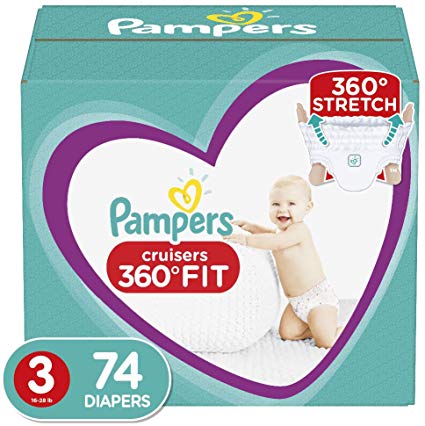 Pampers
360°
STRETCH
Pampers
cruisers
360° FIT
3
16-28 lb
74
DIAPERS